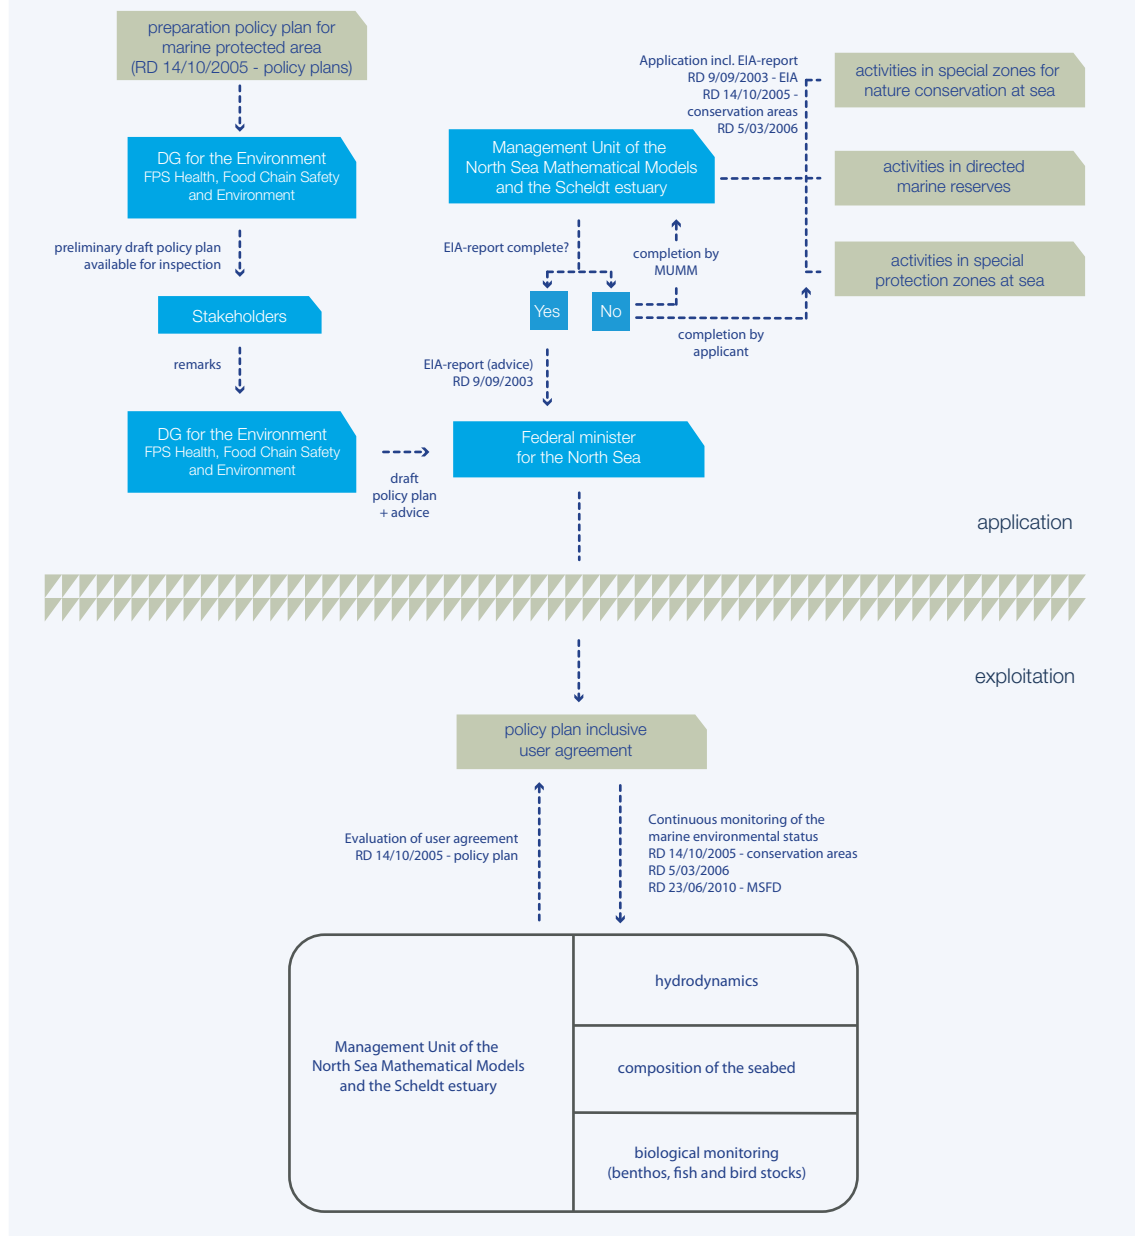 preparation policy plan for
marine protected area
(RD 14/10/2005 - policy plans)
DG for the Environment
FPS Health, Food Chain Safety
and Environment
preliminary draft policy plan
available for inspection
Stakeholders
remarks
DG for the Environment
FPS Health, Food Chain Safety
and Environment
draft
policy plan
+ advice
Application incl. EIA-report
RD 9/09/2003 - EIA
RD 14/10/2005 -
conservation areas
RD 5/03/2006
activities in special zones for
nature conservation at sea
activities in directed
marine reserves
activities in special
protection zones at sea
Management Unit of the
North Sea Mathematical Models
and the Scheldt estuary
EIA-report complete?
completion by
MUMM
Yes
No
completion by
applicant
EIA-report (advice)
RD 9/09/2003
Federal minister
for the North Sea
application
exploitation
policy plan inclusive
user agreement
Evaluation of user agreement
RD 14/10/2005 - policy plan
Continuous monitoring of the
marine environmental status
RD 14/10/2005 - conservation areas
RD 5/03/2006
RD 23/06/2010 - MSFD
Management Unit of the
North Sea Mathematical Models
and the Scheldt estuary
hydrodynamics
composition of the seabed
biological monitoring
(benthos, fish and bird stocks)